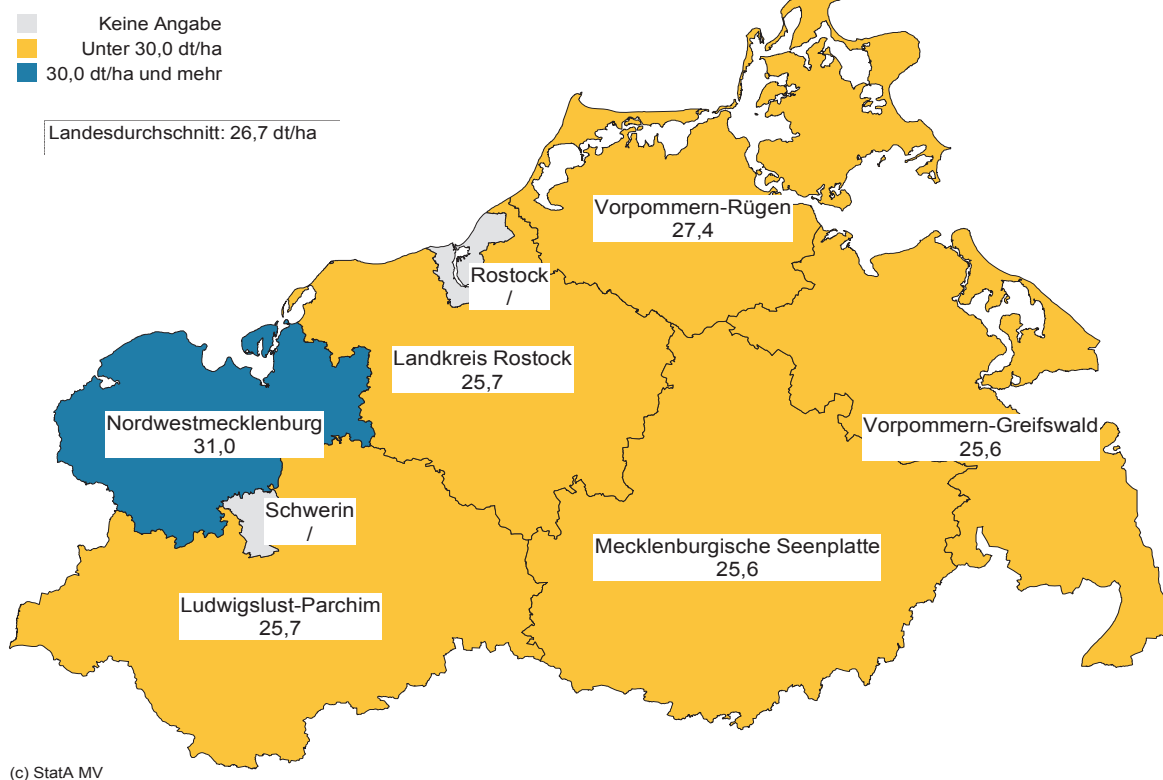 Keine Angabe
Unter 30,0 dt/ha
30,0 dt/ha und mehr
Landesdurchschnitt: 26,7 dt/ha
Vorpommern-Rügen
27,4
Rostock
/
Landkreis Rostock
25,7
Nordwestmecklenburg
31,0
Vorpommern-Greifswald
25,6
Schwerin
/
Mecklenburgische Seenplatte
25,6
Ludwigslust-Parchim
25,7
(c) StatA MV